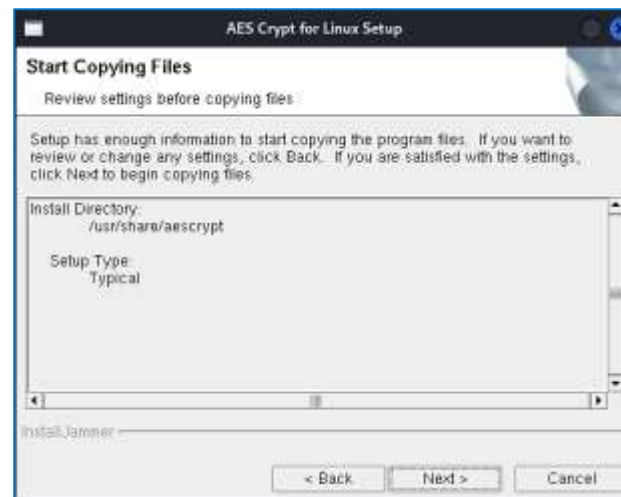 AES Crypt for Linux Setup
Start Copying Files
Review settings before copying files
Setup has enough information to start copying the program files. If you want to
review or change any settings, click Back. If you are satisfied with the settings,
click Next to begin copying files.
Install Directory:
/usr/share/aescrypt
Setup Type:
Typical
InstallJammer
< Back
Next >
Cancel